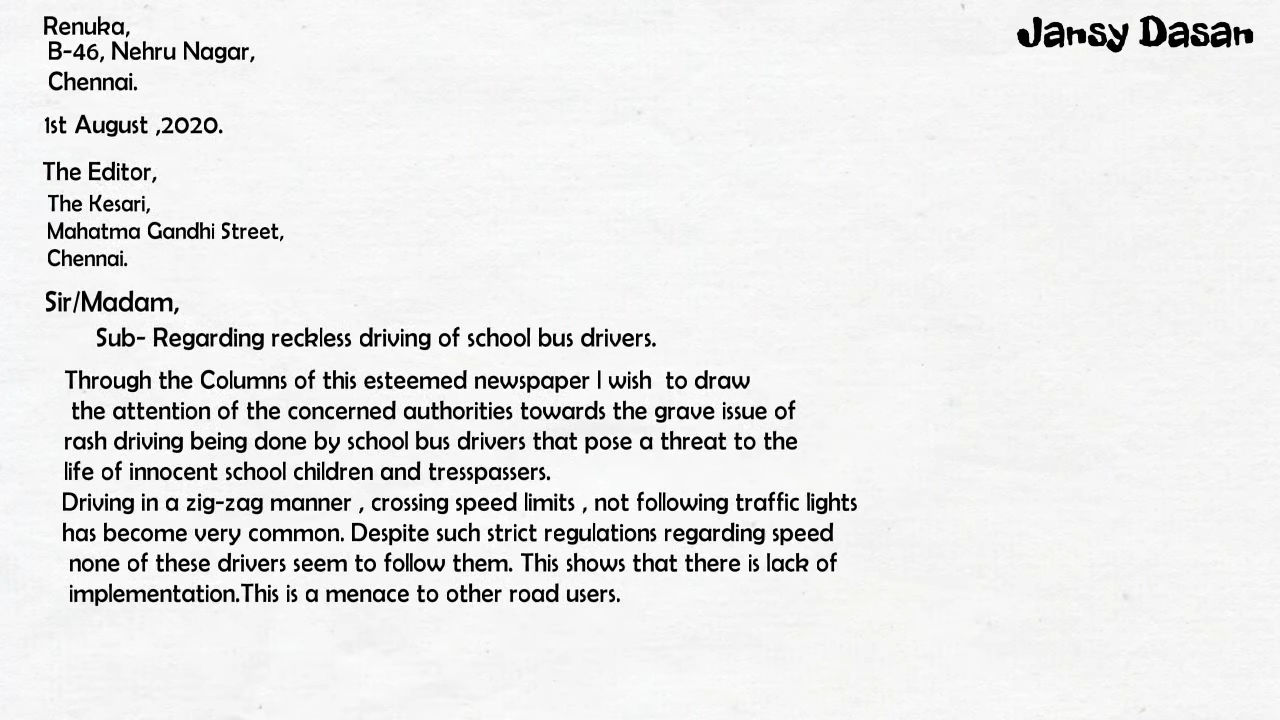 Renuka,
B-46, Nehru Nagar,
Chennai.
Jansy Dasan
1st August ,2020.
The Editor,
The Kesari,
Mahatma Gandhi Street,
Chennai.
Sir/Madam,
Sub- Regarding reckless driving of school bus drivers.
Through the Columns of this esteemed newspaper I wish to draw
the attention of the concerned authorities towards the grave issue of
rash driving being done by school bus drivers that pose a threat to the
life of innocent school children and tresspassers.
Driving in a zig-zag manner , crossing speed limits , not following traffic lights
has become very common. Despite such strict regulations regarding speed
none of these drivers seem to follow them. This shows that there is lack of
implementation.This is a menace to other road users.